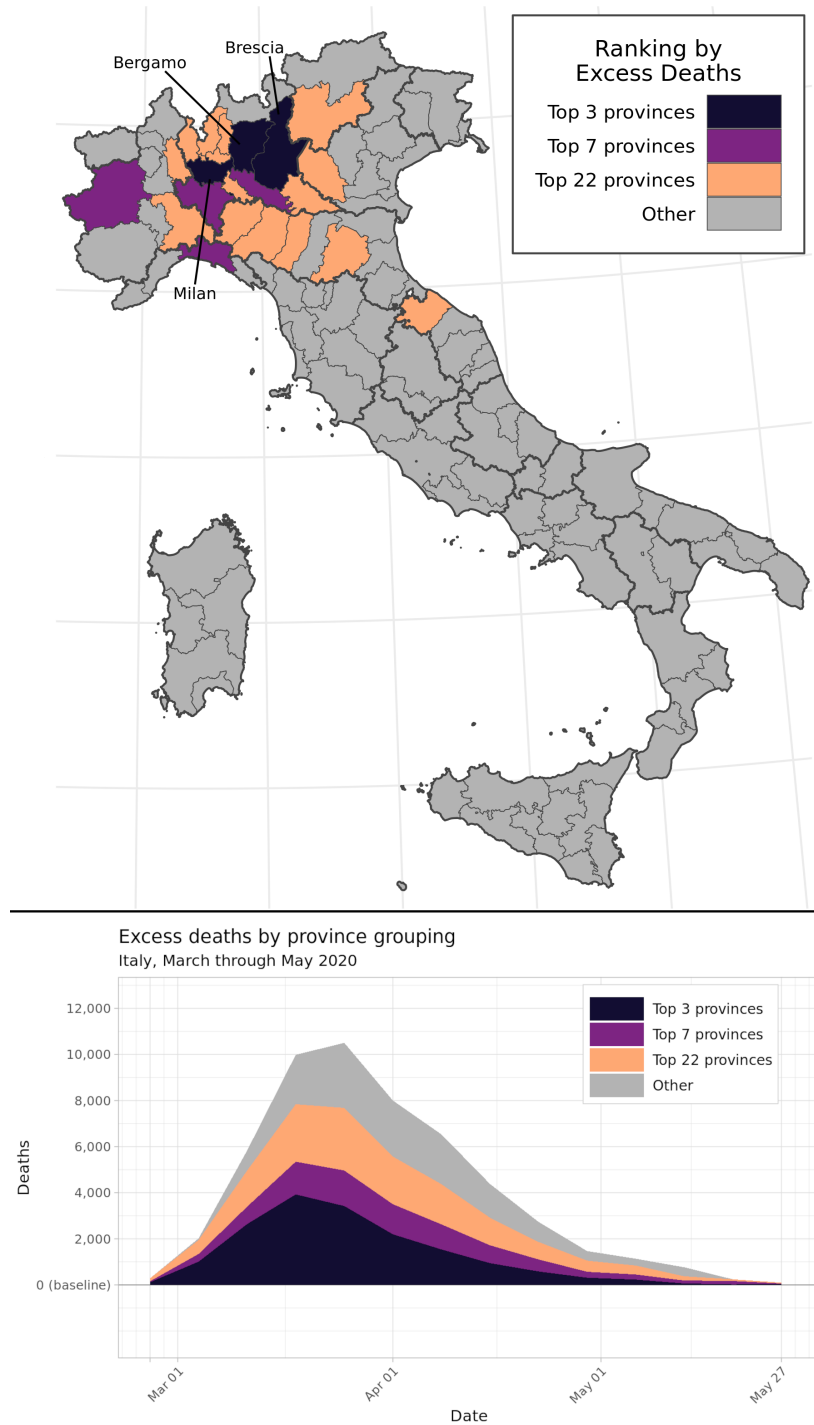 Brescia
Bergamo
Milan
Ranking by
Excess Deaths
Top 3 provinces
Top 7 provinces
Top 22 provinces
Other
Excess deaths by province grouping
Italy, March through May 2020
12,000
10,000
8,000
6,000
4,000
2,000
0 (baseline)
Deaths
Top 3 provinces
Top 7 provinces
Top 22 provinces
Other
Mar 01
Apr 01
May 01
May 27
Date